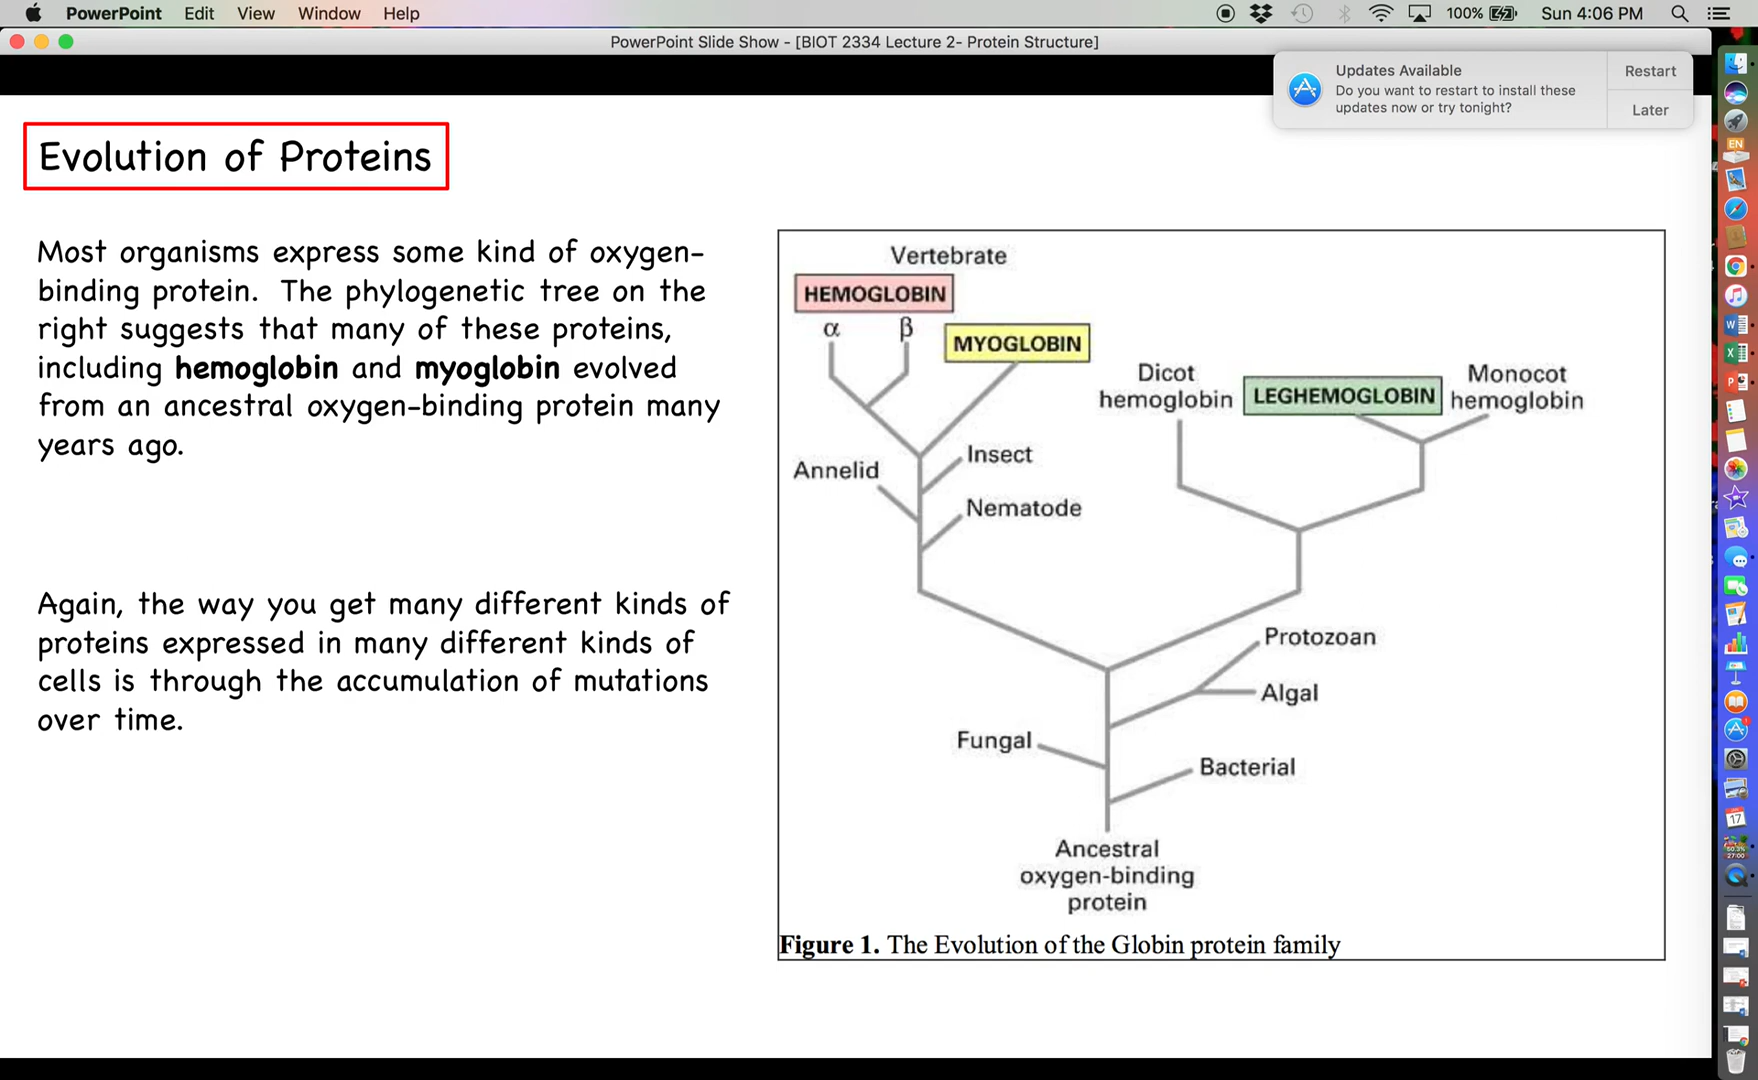 PowerPoint Edit View Window Help
100% Sun 4:06 PM
PowerPoint Slide Show - [BIOT 2334 Lecture 2- Protein Structure]
Updates Available
Do you want to restart to install these
updates now or try tonight?
Restart
Later
Evolution of Proteins
Most organisms express some kind of oxygen-
binding protein. The phylogenetic tree on the
right suggests that many of these proteins,
including hemoglobin and myoglobin evolved
from an ancestral oxygen-binding protein many
years ago.
Again, the way you get many different kinds of
proteins expressed in many different kinds of
cells is through the accumulation of mutations
over time.
Vertebrate
HEMOGLOBIN
α β
MYOGLOBIN
Dicot
hemoglobin
LEGHEMOGLOBIN
Monocot
hemoglobin
Annelid
Insect
Nematode
Protozoan
Algal
Fungal
Bacterial
Ancestral
oxygen-binding
protein
Figure 1. The Evolution of the Globin protein family
EN
17